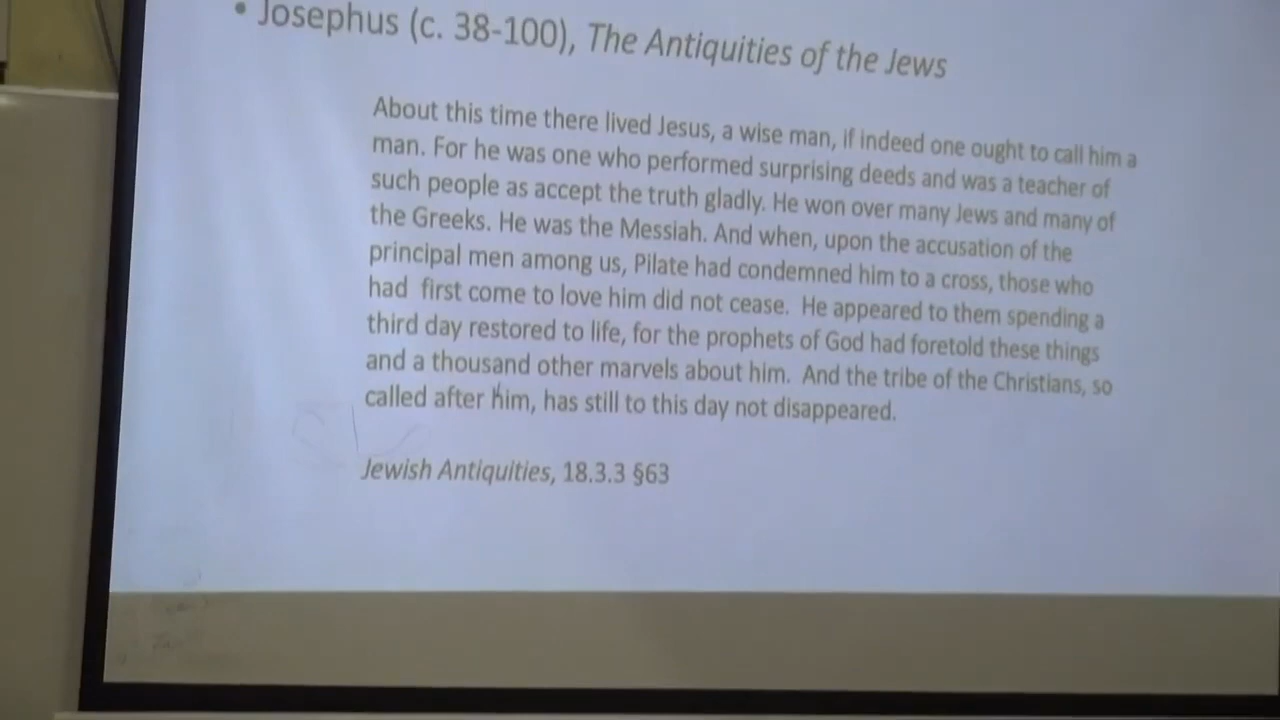 • Josephus (c. 38-100), The Antiquities of the Jews
About this time there lived Jesus, a wise man, if indeed one ought to call him a
man. For he was one who performed surprising deeds and was a teacher of
such people as accept the truth gladly. He won over many Jews and many of
the Greeks. He was the Messiah. And when, upon the accusation of the
principal men among us, Pilate had condemned him to a cross, those who
had first come to love him did not cease. He appeared to them spending a
third day restored to life, for the prophets of God had foretold these things
and a thousand other marvels about him. And the tribe of the Christians, so
called after him, has still to this day not disappeared.
Jewish Antiquities, 18.3.3 §63